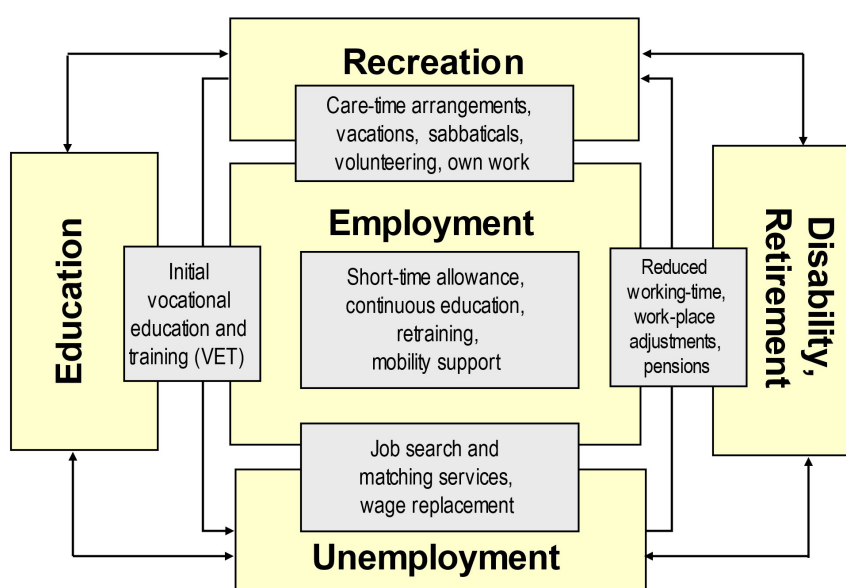 Recreation
Care-time arrangements,
vacations, sabbaticals,
volunteering, own work
Education
Initial
vocational
education and
training (VET)
Employment
Short-time allowance,
continuous education,
retraining,
mobility support
Reduced
working-time,
work-place
adjustments,
pensions
Disability,
Retirement
Job search and
matching services,
wage replacement
Unemployment